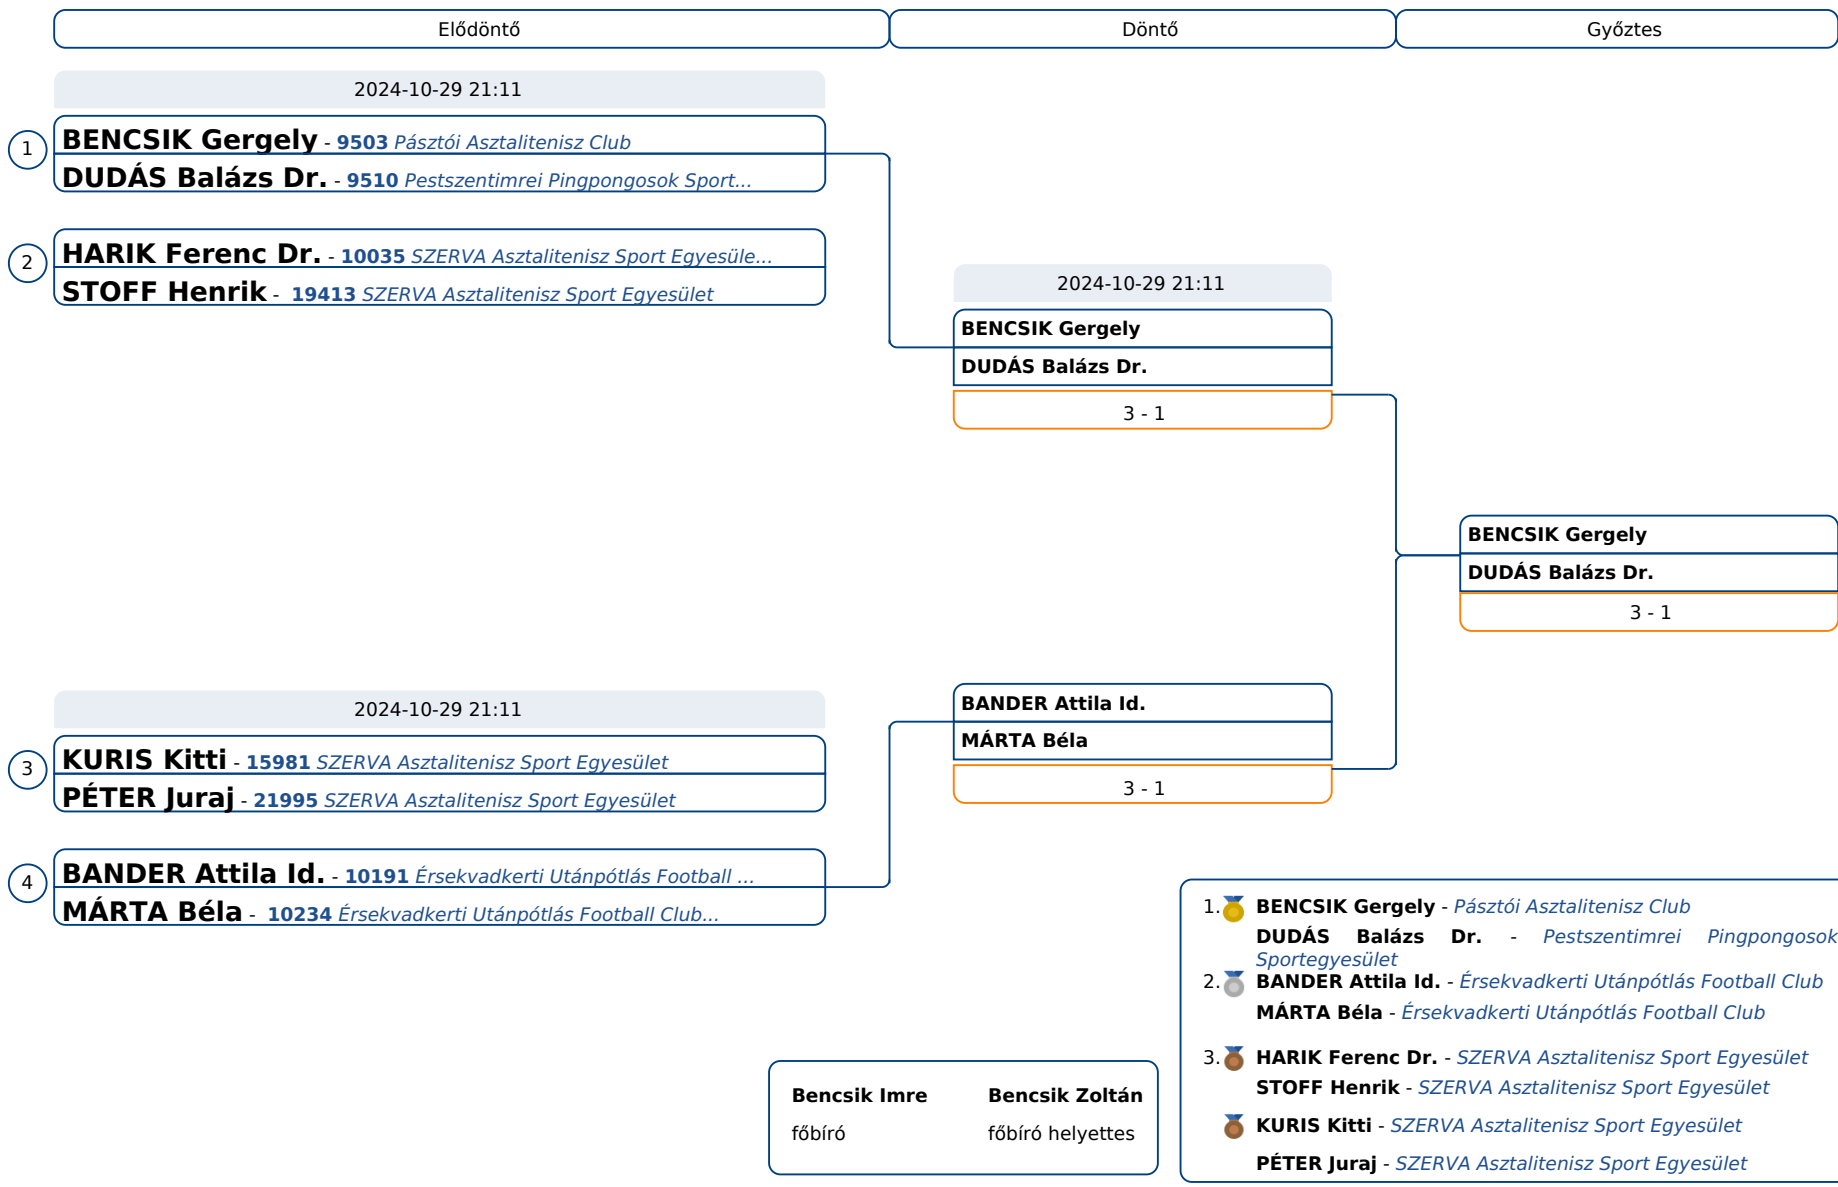 Elődöntő
Döntő
Győztes
2024-10-29 21:11
1
BENCSIK Gergely - 9503 Pásztói Asztalitenisz Club
DUDÁS Balázs Dr. - 9510 Pestszentimrei Pingpongosok Sport...
2
HARIK Ferenc Dr. - 10035 SZERVA Asztalitenisz Sport Egyesüle...
STOFF Henrik - 19413 SZERVA Asztalitenisz Sport Egyesület
2024-10-29 21:11
BENCSIK Gergely
DUDÁS Balázs Dr.
3 - 1
BENCSIK Gergely
DUDÁS Balázs Dr.
3 - 1
2024-10-29 21:11
3
KURIS Kitti - 15981 SZERVA Asztalitenisz Sport Egyesület
PÉTER Juraj - 21995 SZERVA Asztalitenisz Sport Egyesület
4
BANDER Attila Id. - 10191 Érsekvadkerti Utánpótlás Football ...
MÁRTA Béla - 10234 Érsekvadkerti Utánpótlás Football Club...
BANDER Attila Id.
MÁRTA Béla
3 - 1
1. BENCSIK Gergely - Pásztói Asztalitenisz Club
DUDÁS Balázs Dr. - Pestszentimrei Pingpongosok
Sportegyesület
2. BANDER Attila Id. - Érsekvadkerti Utánpótlás Football Club
MÁRTA Béla - Érsekvadkerti Utánpótlás Football Club
3. HARIK Ferenc Dr. - SZERVA Asztalitenisz Sport Egyesület
STOFF Henrik - SZERVA Asztalitenisz Sport Egyesület
KURIS Kitti - SZERVA Asztalitenisz Sport Egyesület
PÉTER Juraj - SZERVA Asztalitenisz Sport Egyesület
Bencsik Imre
főbíró
Bencsik Zoltán
főbíró helyettes